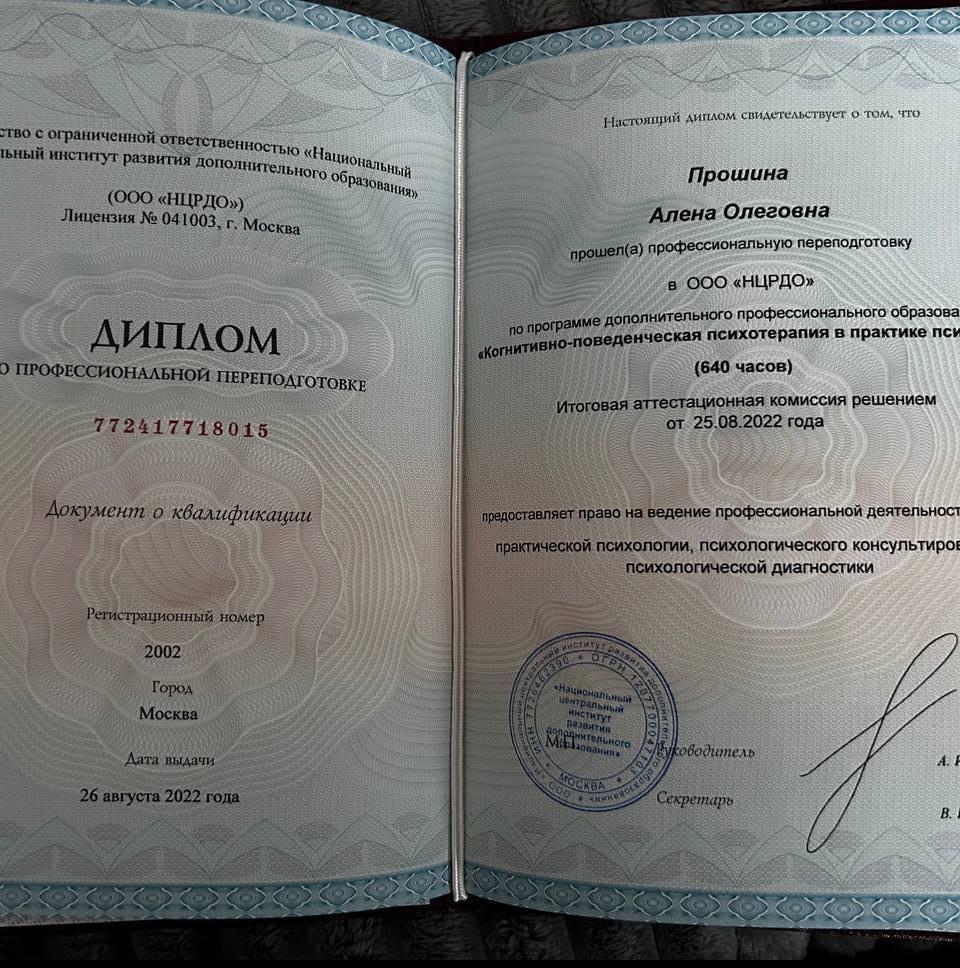 ство с ограниченной ответственностью «Национальный
льный институт развития дополнительного образования»
(ООО «НЦРДО»)
Лицензия № 041003, г. Москва
ДИПЛОМ
О ПРОФЕССИОНАЛЬНОЙ ПЕРЕПОДГОТОВКЕ
772417718015
Документ о квалификации
Регистрационный номер
2002
Город
Москва
Дата выдачи
26 августа 2022 года
Настоящий диплом свидетельствует о том, что
Прошина
Алена Олеговна
прошел(а) профессиональную переподготовку
в ООО «НЦРДО»
по программе дополнительного профессионального образова
«Когнитивно-поведенческая психотерапия в практике пси
(640 часов)
Итоговая аттестационная комиссия решением
от 25.08.2022 года
предоставляет право на ведение профессиональной деятельност
практической психологии, психологического консультиров
психологической диагностики
«Национальный
центральный
институт
развития
дополнительного
образования»
ОГРН 1207700047103
ИНН 7726462390
МОСКВА
М.П.
Руководитель
Секретарь
А.
В.